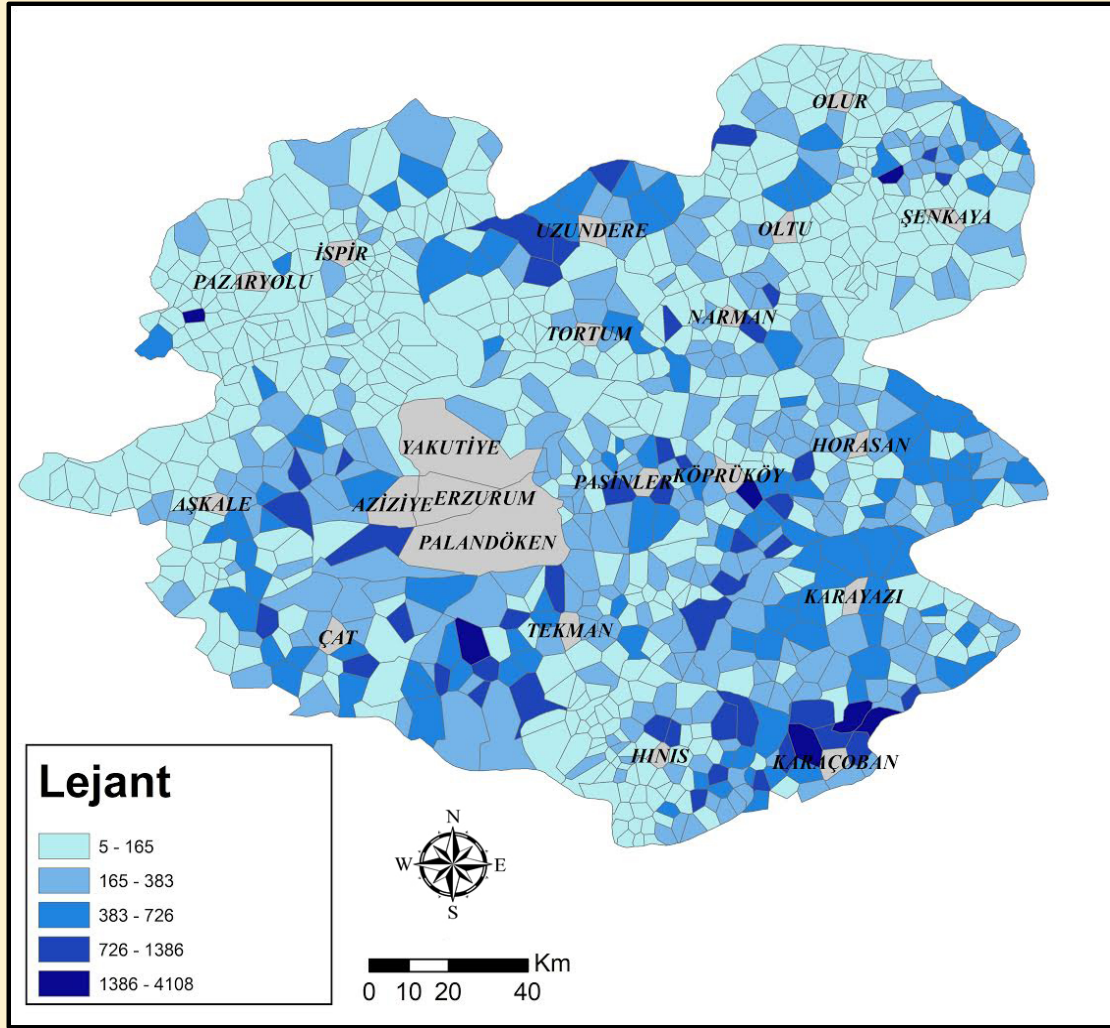 OLUR
ŞENKAYA
UZUNDERE
OLTU
İSPİR
PAZARYOLU
NARMAN
TORTUM
HORASAN
YAKUTİYE
PASİNLER
KÖPRÜKÖY
AŞKALE
AZİZİYE
ERZURUM
PALANDÖKEN
KARAYAZI
TEKMAN
ÇAT
HINIS
KARAÇOBAN
Lejant
5 - 165
165 - 383
383 - 726
726 - 1386
1386 - 4108
N
W
E
S
Km
0 10 20 40